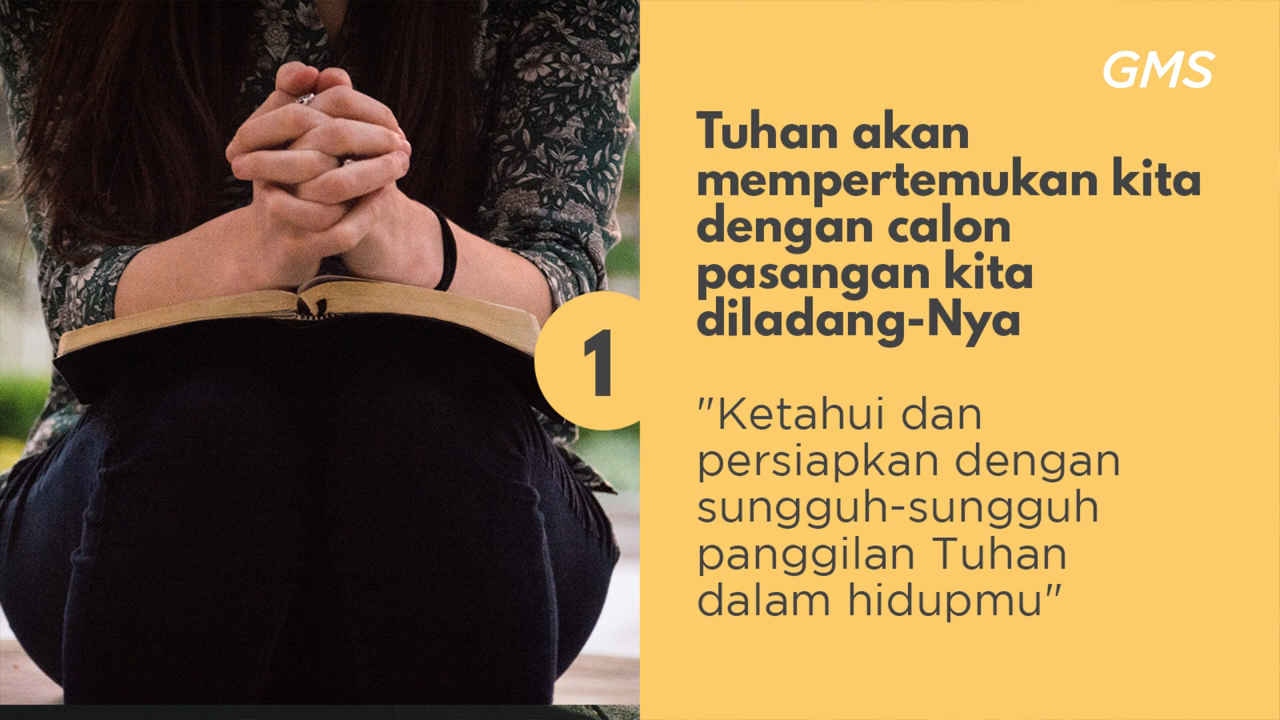 GMS
Tuhan akan
mempertemukan kita
dengan calon
pasangan kita
diladang-Nya
1
"Ketahui dan
persiapkan dengan
sungguh-sungguh
panggilan Tuhan
dalam hidupmu"